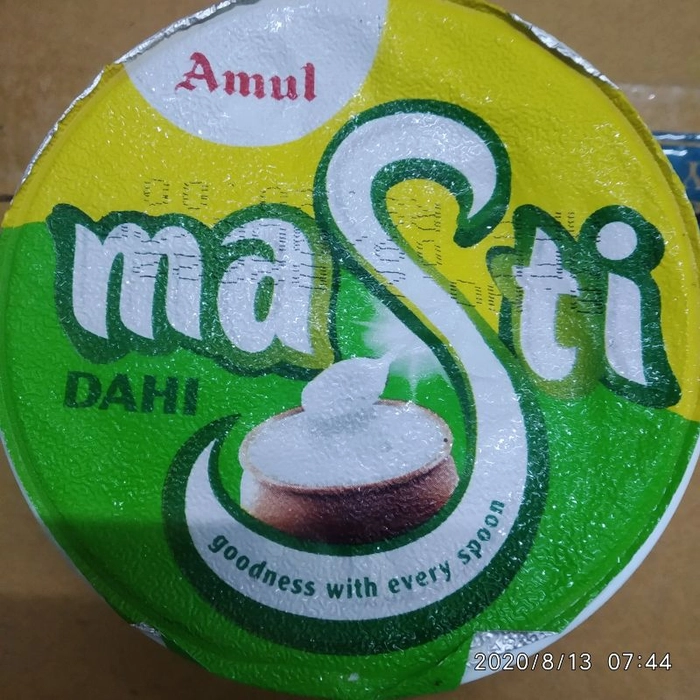 Amul
masti
DAHI
goodness with every spoon
2020/8/13 07:44